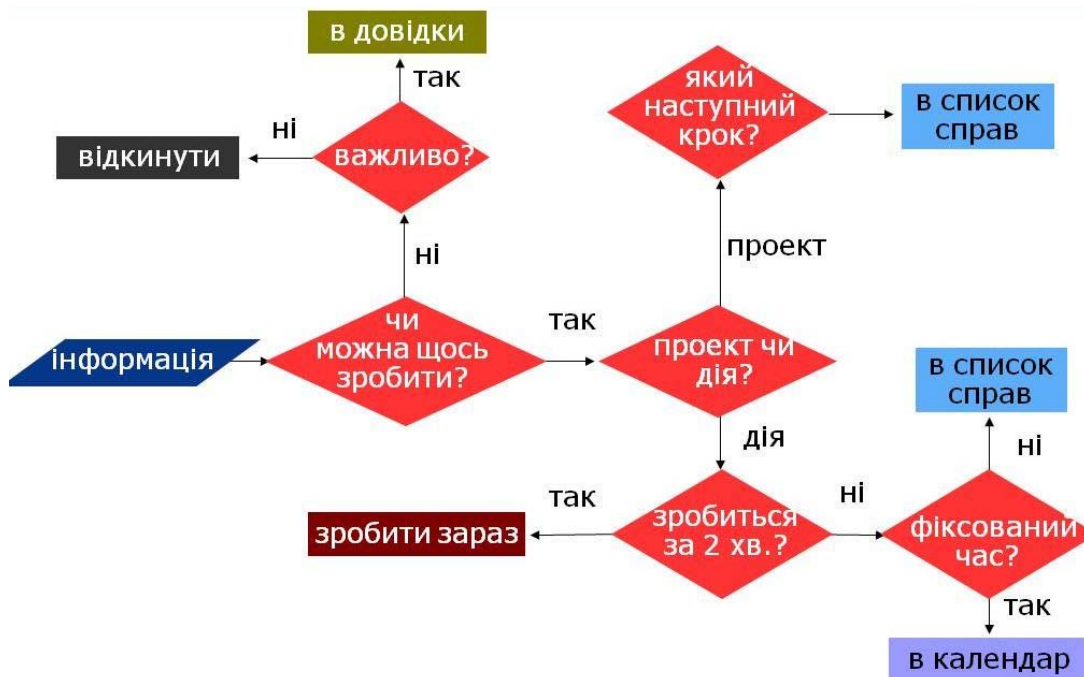 в довідки
так
ні
відкинути
важливо?
ні
який
наступний
крок?
в список
справ
проект
інформація
чи
можна щось
зробити?
так
проект чи
дія?
дія
в список
справ
ні
так
зробити зараз
зробиться
за 2 хв.?
ні
фіксований
час?
так
в календар